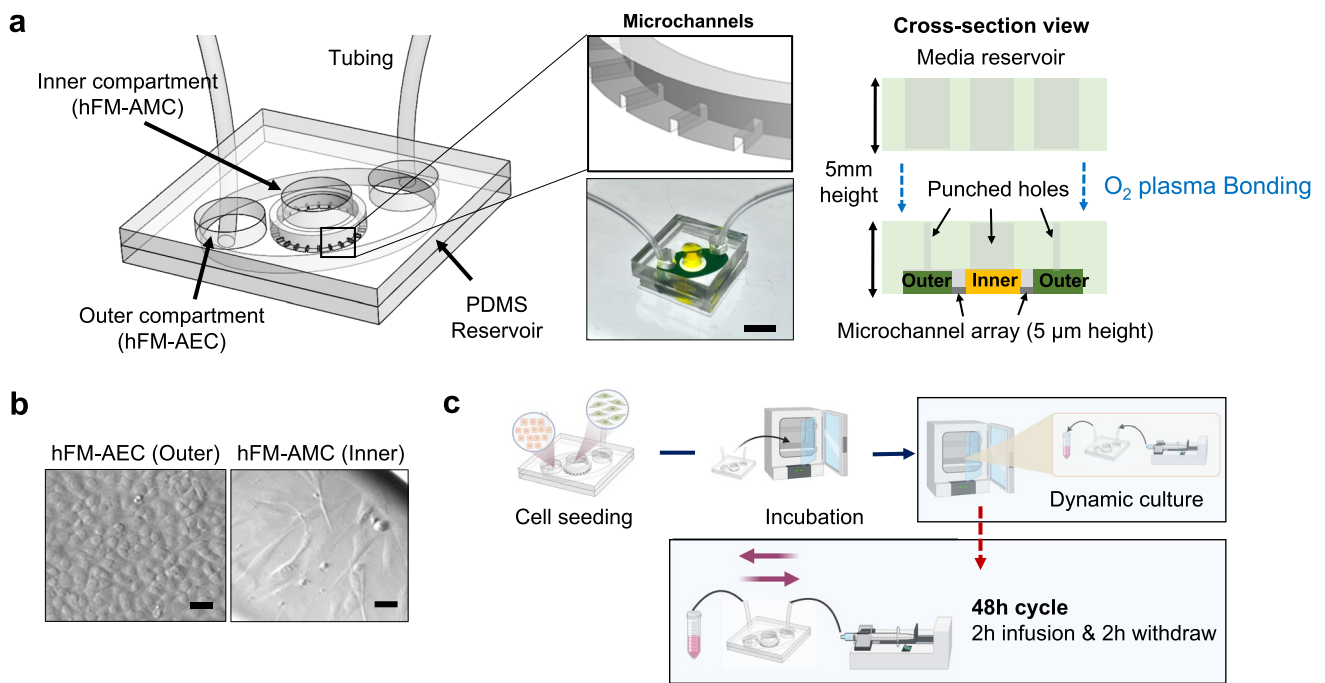 a
Inner compartment
(hFM-AMC)
Tubing
Outer compartment
(hFM-AEC)
PDMS
Reservoir
Microchannels
Cross-section view
Media reservoir
5mm
height
Punched holes
O₂ plasma Bonding
Outer
Inner
Outer
Microchannel array (5 µm height)
b
hFM-AEC (Outer)
hFM-AMC (Inner)
c
Cell seeding
Incubation
Dynamic culture
48h cycle
2h infusion & 2h withdraw